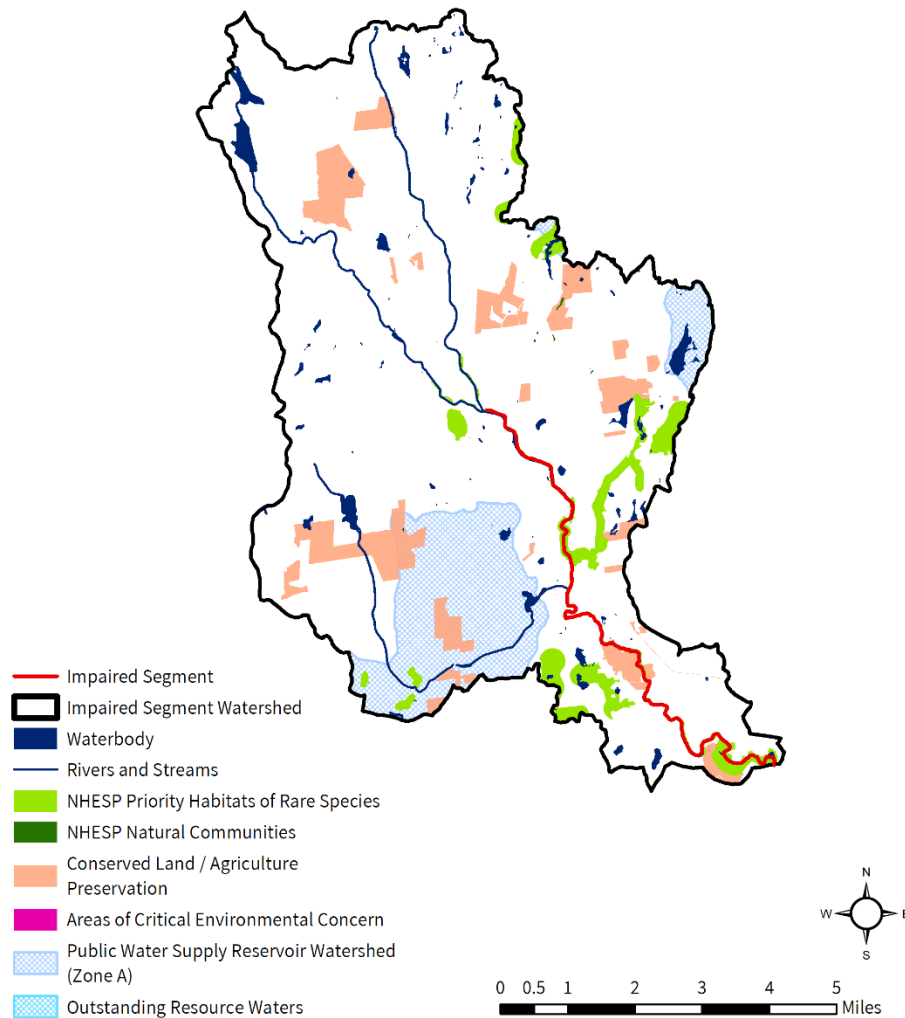 Impaired Segment
Impaired Segment Watershed
Waterbody
Rivers and Streams
NHESP Priority Habitats of Rare Species
NHESP Natural Communities
Conserved Land / Agriculture
Preservation
Areas of Critical Environmental Concern
Public Water Supply Reservoir Watershed
(Zone A)
Outstanding Resource Waters
N
W E
S
0 0.5 1 2 3 4 5
Miles